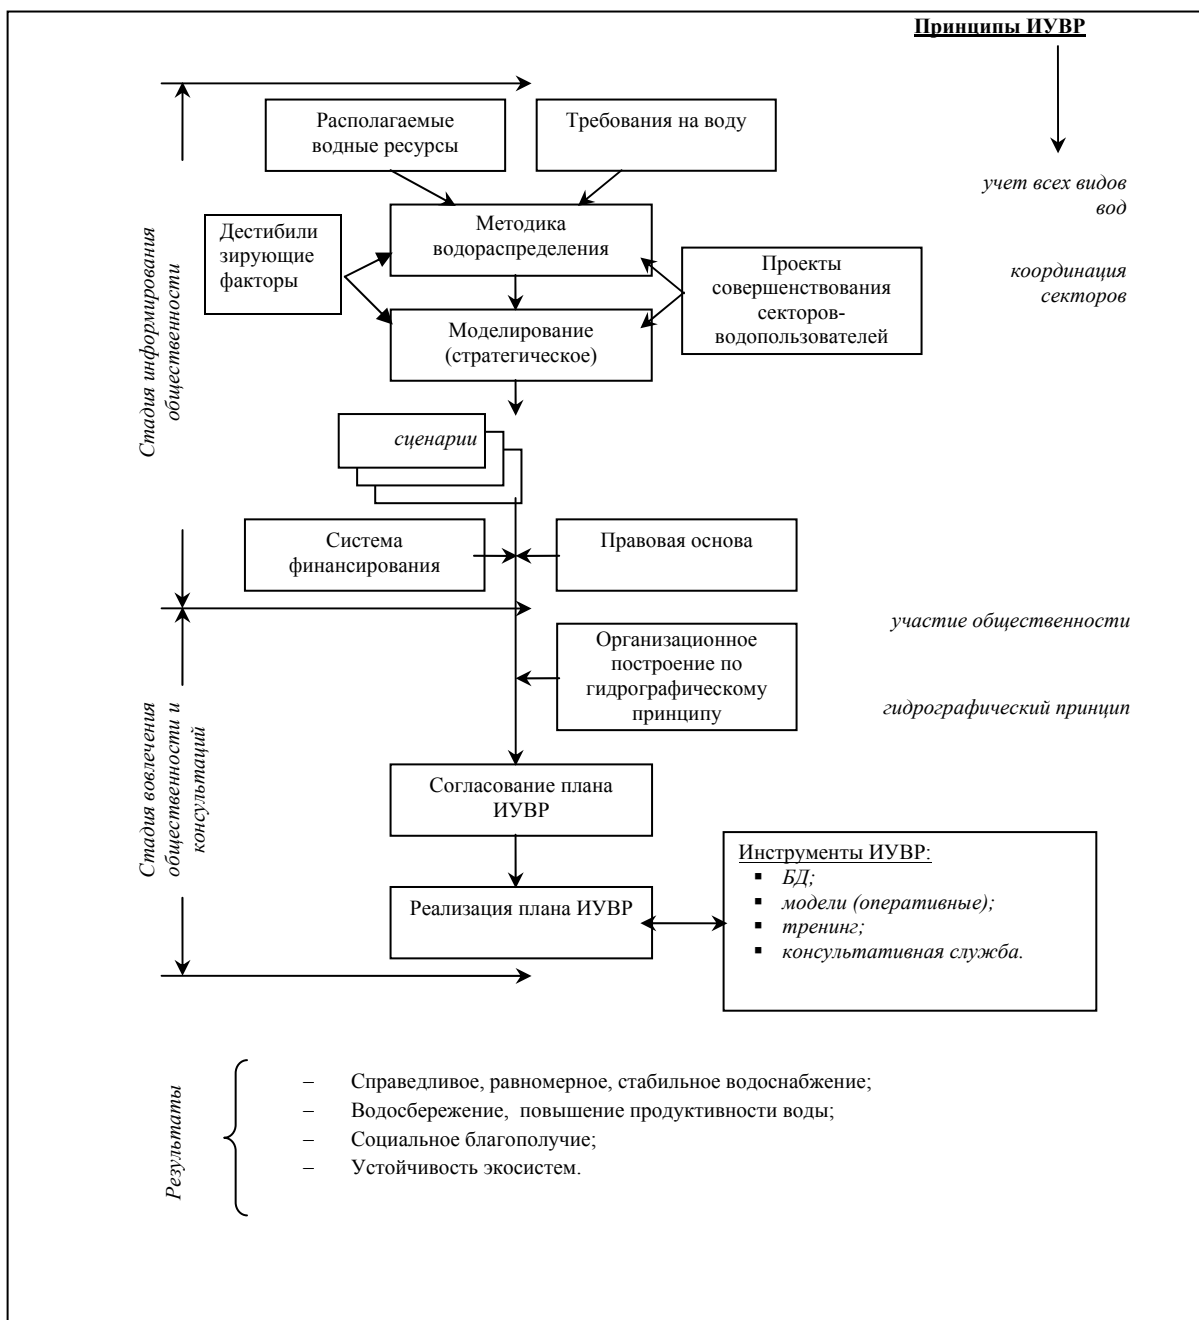 Принципы ИУВР
Располагаемые
водные ресурсы
Требования на воду
учет всех видов
вод
Методика
водораспределения
Дестибили
зирующие
факторы
Проекты
совершенствования
секторов-
водопользователей
координация
секторов
Моделирование
(стратегическое)
Стадия информирования
общественности
сценарии
Система
финансирования
Правовая основа
участие общественности
Организационное
построение по
гидрографическому
принципу
гидрографический принцип
Стадия вовлечения
общественности и
консультаций
Согласование плана
ИУВР
Реализация плана ИУВР
Инструменты ИУВР:
▪ БД;
▪ модели (оперативные);
▪ тренинг;
▪ консультативная служба.
Результаты
– Справедливое, равномерное, стабильное водоснабжение;
– Водосбережение, повышение продуктивности воды;
– Социальное благополучие;
– Устойчивость экосистем.